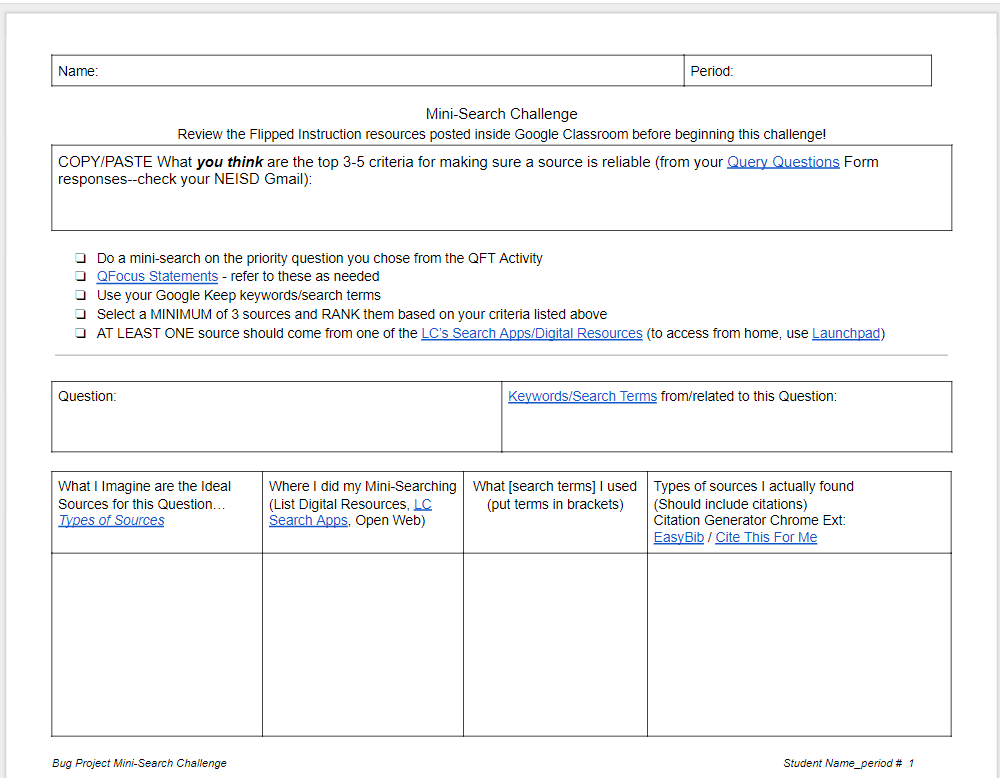 Name:
Period:
Mini-Search Challenge
Review the Flipped Instruction resources posted inside Google Classroom before beginning this challenge!
COPY/PASTE What you think are the top 3-5 criteria for making sure a source is reliable (from your Query Questions Form
responses--check your NEISD Gmail):
❏ Do a mini-search on the priority question you chose from the QFT Activity
❏ QFocus Statements - refer to these as needed
❏ Use your Google Keep keywords/search terms
❏ Select a MINIMUM of 3 sources and RANK them based on your criteria listed above
❏ AT LEAST ONE source should come from one of the LC's Search Apps/Digital Resources (to access from home, use Launchpad)
Question:
Keywords/Search Terms from/related to this Question:
What I Imagine are the Ideal
Sources for this Question…
Types of Sources
Where I did my Mini-Searching
(List Digital Resources, LC
Search Apps, Open Web)
What [search terms] I used
(put terms in brackets)
Types of sources I actually found
(Should include citations)
Citation Generator Chrome Ext:
EasyBib / Cite This For Me
Bug Project Mini-Search Challenge
Student Name_period # 1